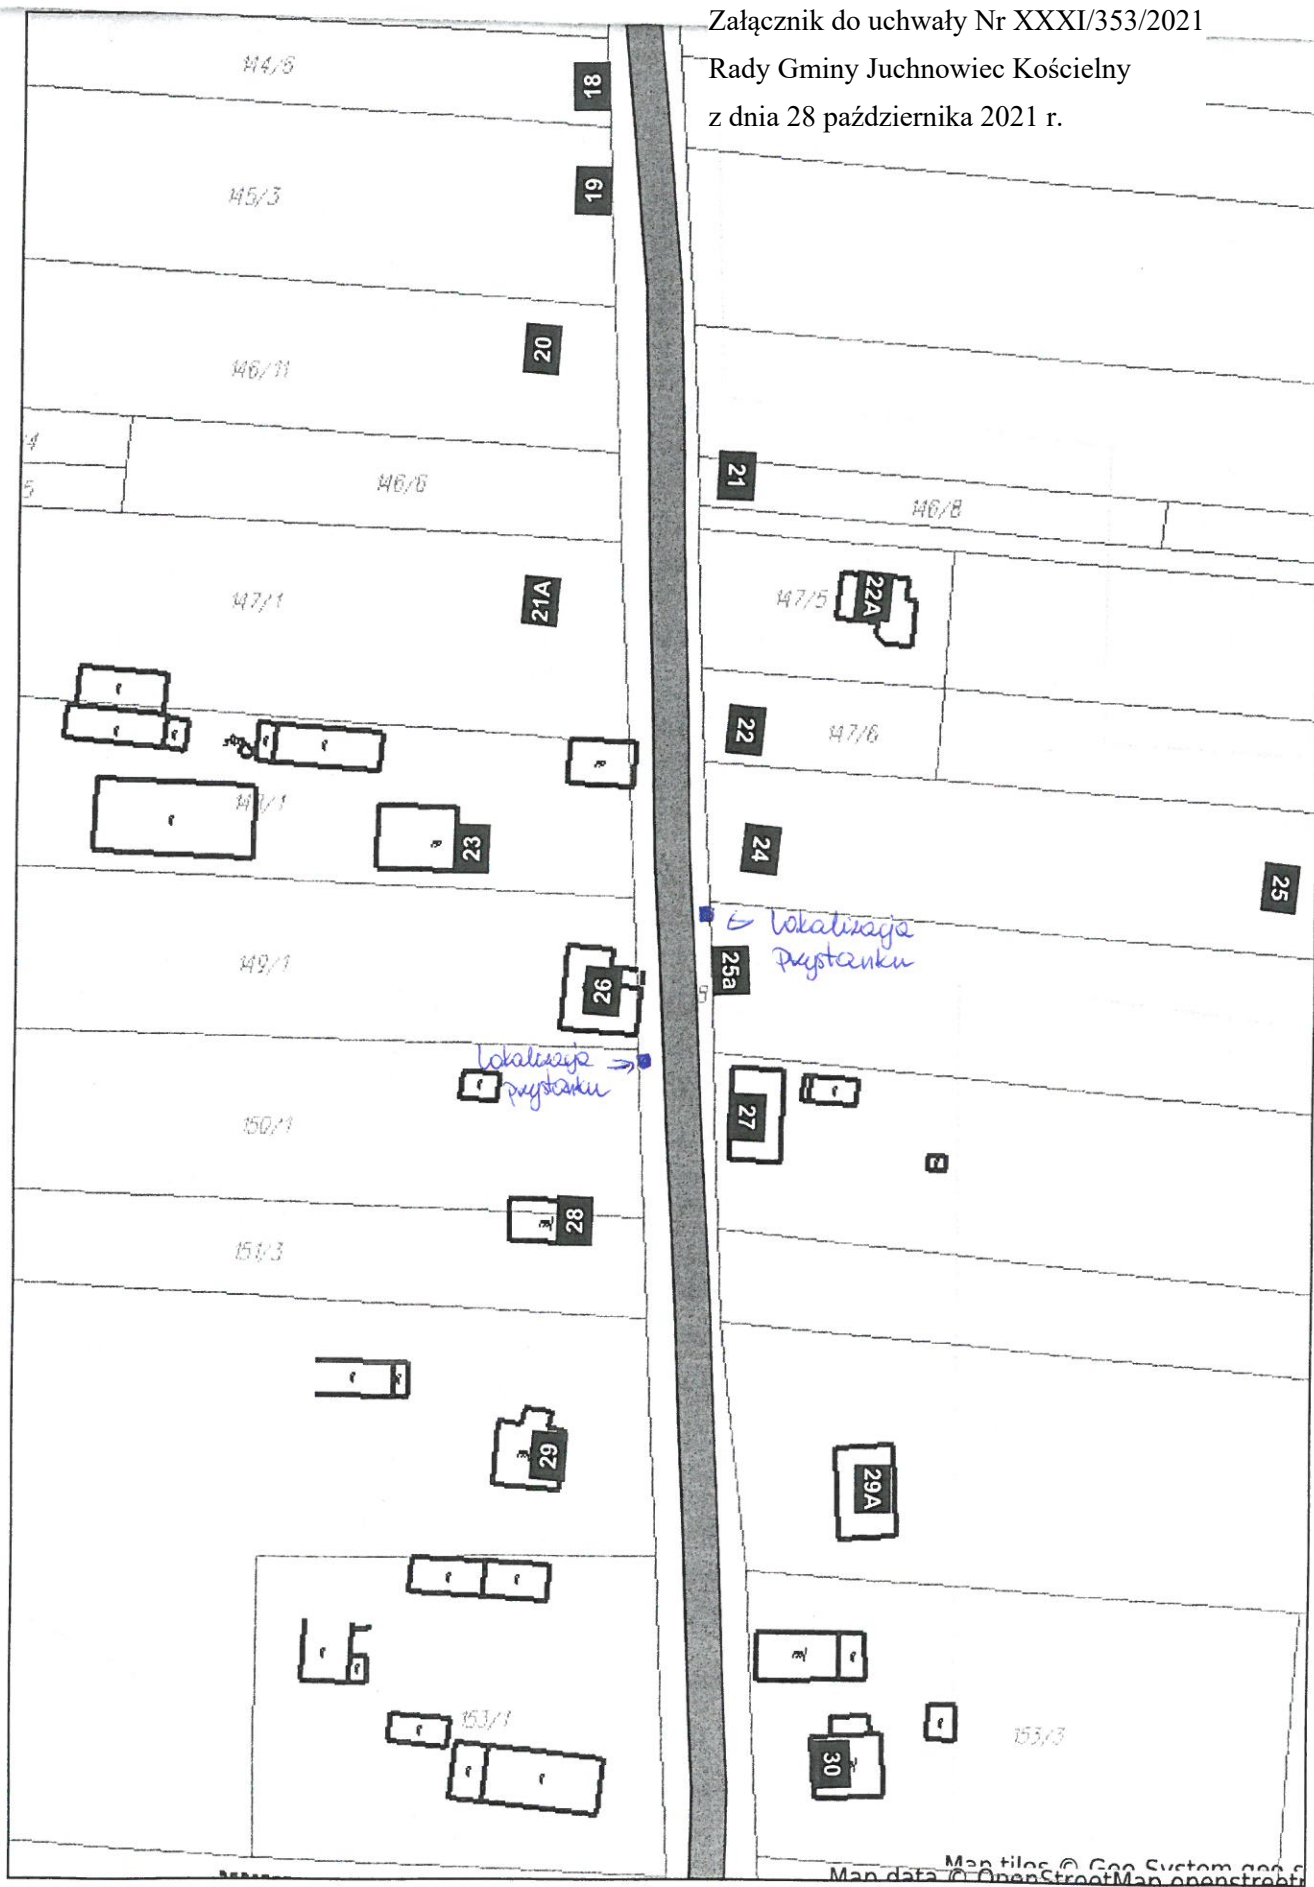 Załącznik do uchwały Nr XXXI/353/2021
Rady Gminy Juchnowiec Kościelny
z dnia 28 października 2021 r.
144/6
18
145/3
19
146/11
20
4
5
146/6
21
146/8
147/1
21A
147/5
22A
22
147/6
23
24
25
← Lokalizacja
przystanku
149/1
26
25a
Lokalizacja →
przystanku
150/1
27
28
151/3
29
29A
153/1
30
153/3
Map tiles © Geo System
Map data © OpenStreetMap